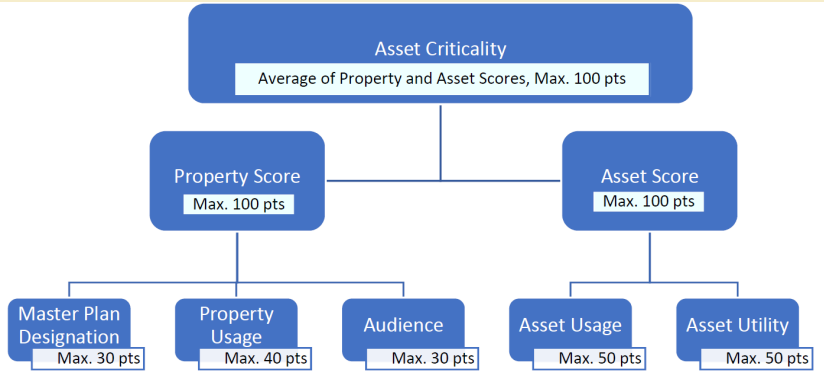 Asset Criticality
Average of Property and Asset Scores, Max. 100 pts
Property Score
Max. 100 pts
Asset Score
Max. 100 pts
Master Plan
Designation
Max. 30 pts
Property
Usage
Max. 40 pts
Audience
Max. 30 pts
Asset Usage
Max. 50 pts
Asset Utility
Max. 50 pts